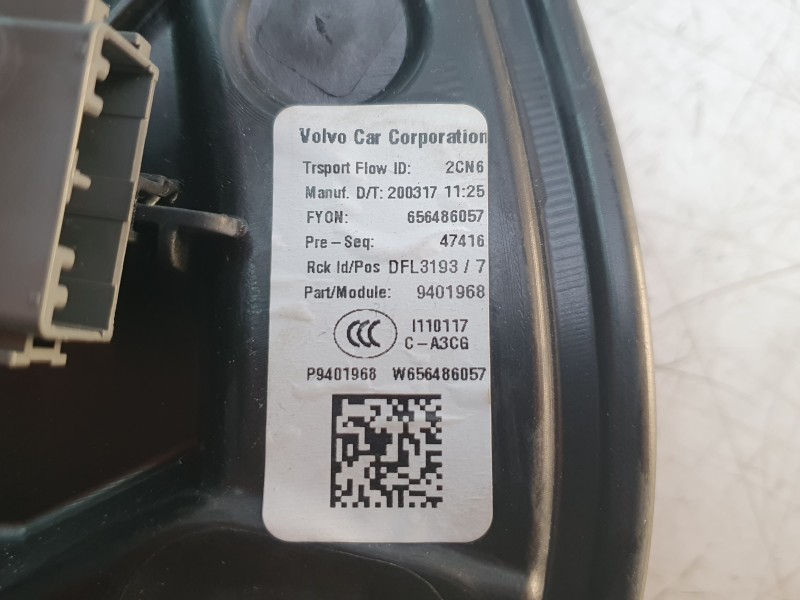 Volvo Car Corporation
Trsport Flow ID: 2CN6
Manuf. D/T: 200317 11:25
FYON: 656486057
Pre-Seq: 47416
Rck Id/Pos DFL3193 / 7
Part/Module: 9401968
CCC I110117
C-A3CG
P9401968 W656486057